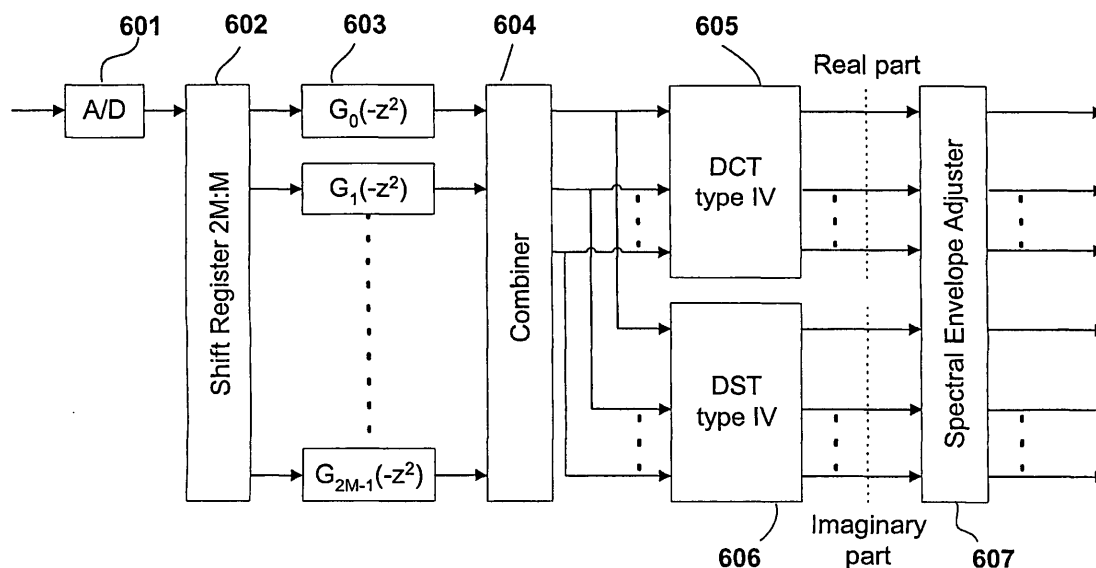 601
602
603
604
605
A/D
Shift Register 2M:M
G₀(-z²)
G₁(-z²)
G₂M₋₁(-z²)
Combiner
DCT
type IV
DST
type IV
Real part
Imaginary
part
Spectral Envelope Adjuster
606
607